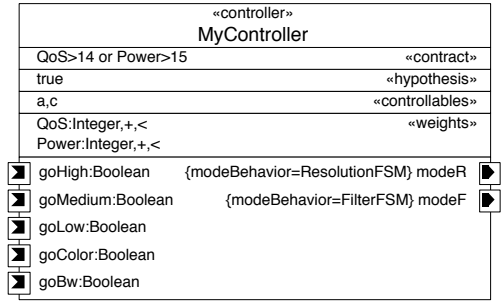 «controller»
MyController
QoS>14 or Power>15 «contract»
true «hypothesis»
a,c «controllables»
QoS:Integer,+,< «weights»
Power:Integer,+,<
goHigh:Boolean {modeBehavior=ResolutionFSM} modeR
goMedium:Boolean {modeBehavior=FilterFSM} modeF
goLow:Boolean
goColor:Boolean
goBw:Boolean